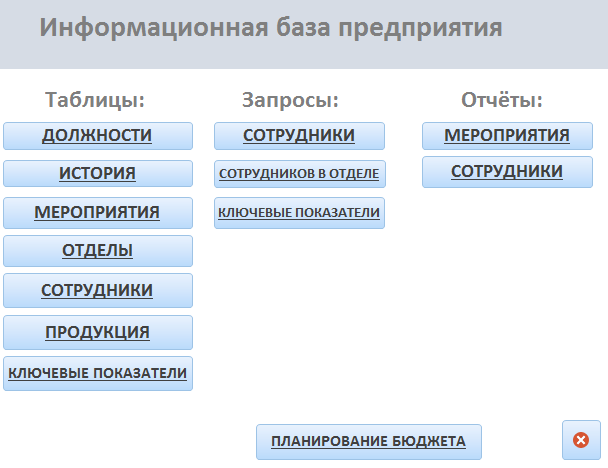 Информационная база предприятия
Таблицы:
ДОЛЖНОСТИ
ИСТОРИЯ
МЕРОПРИЯТИЯ
ОТДЕЛЫ
СОТРУДНИКИ
ПРОДУКЦИЯ
КЛЮЧЕВЫЕ ПОКАЗАТЕЛИ
Запросы:
СОТРУДНИКИ
СОТРУДНИКОВ В ОТДЕЛЕ
КЛЮЧЕВЫЕ ПОКАЗАТЕЛИ
Отчёты:
МЕРОПРИЯТИЯ
СОТРУДНИКИ
ПЛАНИРОВАНИЕ БЮДЖЕТА